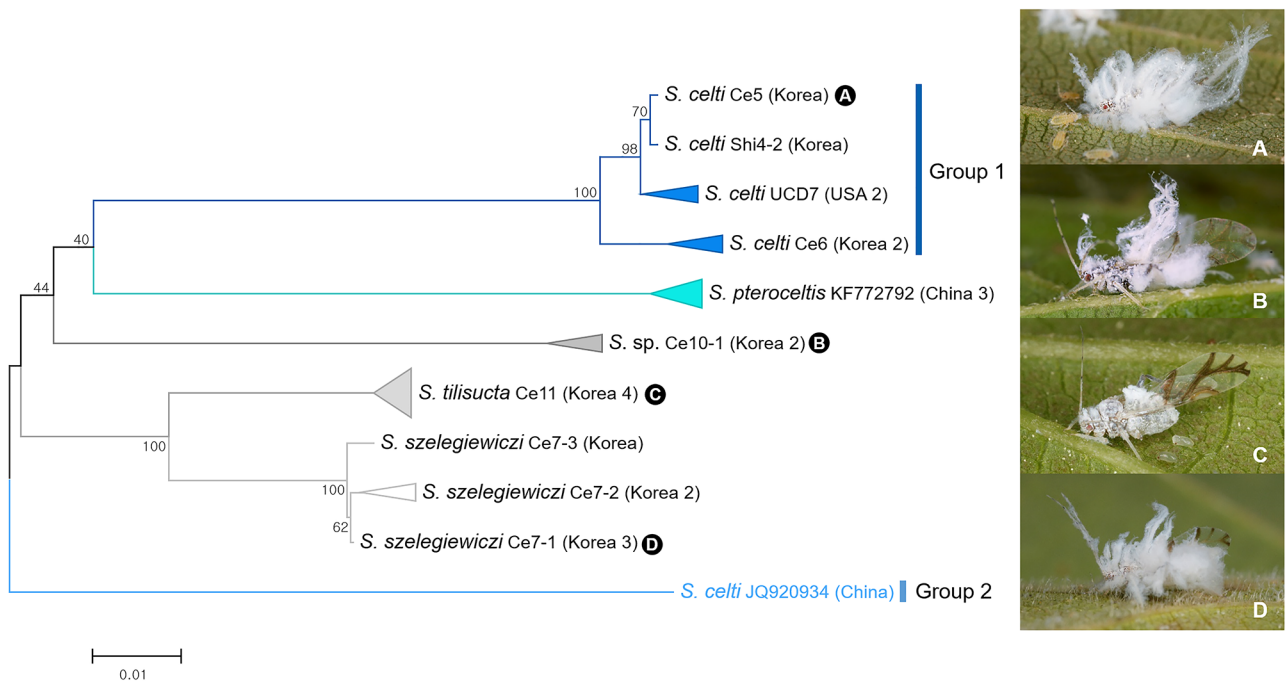 S. celti Ce5 (Korea) A
70
S. celti Shi4-2 (Korea)
98
Group 1
100
S. celti UCD7 (USA 2)
40
S. celti Ce6 (Korea 2)
44
S. pteroceltis KF772792 (China 3)
S. sp. Ce10-1 (Korea 2) B
S. tilisucta Ce11 (Korea 4) C
100
S. szelegiewiczi Ce7-3 (Korea)
100
S. szelegiewiczi Ce7-2 (Korea 2)
62
S. szelegiewiczi Ce7-1 (Korea 3) D
S. celti JQ920934 (China) Group 2
0.01
A
B
C
D